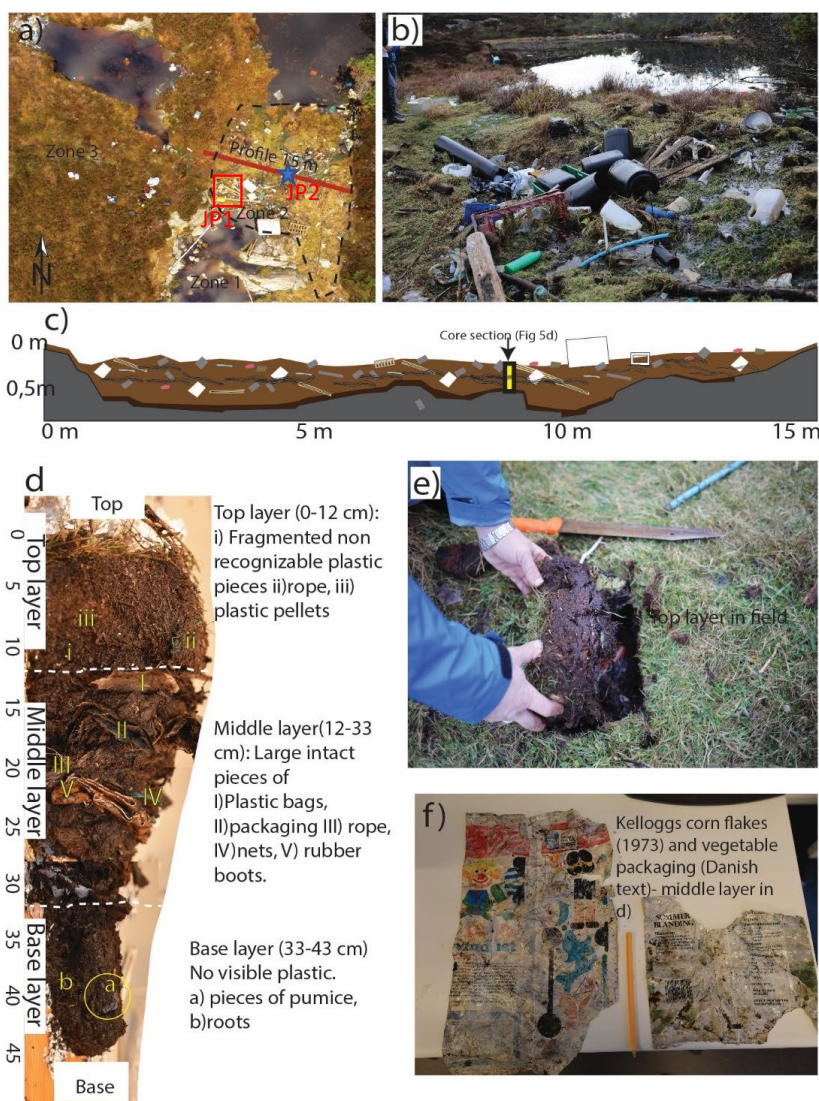 a)
Zone 3
Profile 15 m
JP2
JP1
Zone 2
N
Zone 1
b)
c)
Core section (Fig 5d)
0 m
0,5m
0 m
5 m
10 m
15 m
d
Top
0
5
10
15
20
25
30
35
40
45
Top layer
Middle layer
Base layer
iii
ii
i
I
II
III
V
IV
b
a
Base
Top layer (0-12 cm):
i) Fragmented non
recognizable plastic
pieces ii)rope, iii)
plastic pellets
Middle layer(12-33
cm): Large intact
pieces of
I)Plastic bags,
II)packaging III) rope,
IV)nets, V) rubber
boots.
Base layer (33-43 cm)
No visible plastic.
a) pieces of pumice,
b)roots
e)
Top layer in field
f)
Kelloggs corn flakes
(1973) and vegetable
packaging (Danish
text)- middle layer in
d)
SOMMER
BLANDING